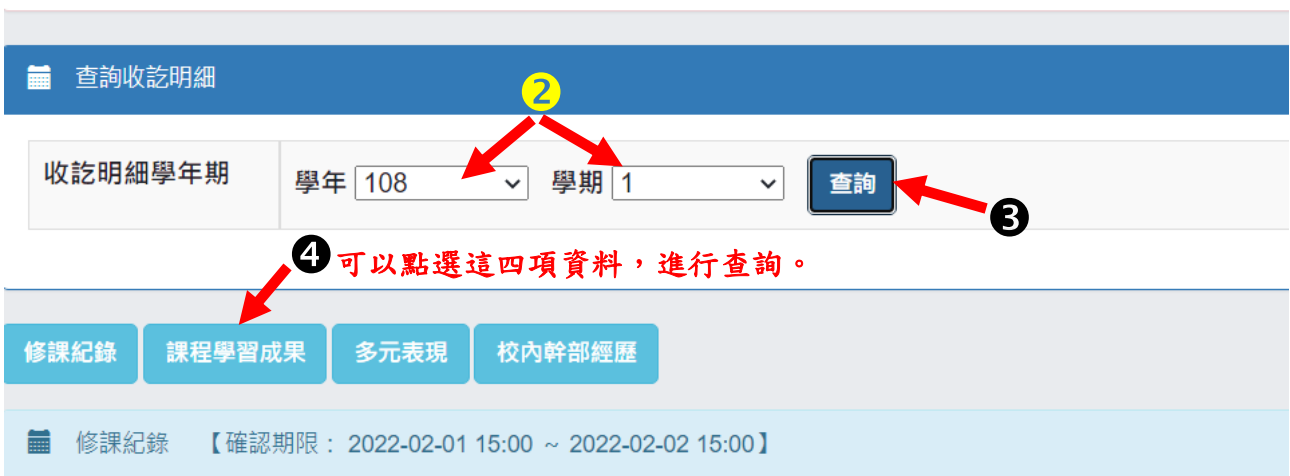 查詢收訖明細
2
收訖明細學年期 學年 108 學期 1 查詢
3
4 可以點選這四項資料，進行查詢。
修課紀錄 課程學習成果 多元表現 校內幹部經歷
修課紀錄 【確認期限： 2022-02-01 15:00 ~ 2022-02-02 15:00】